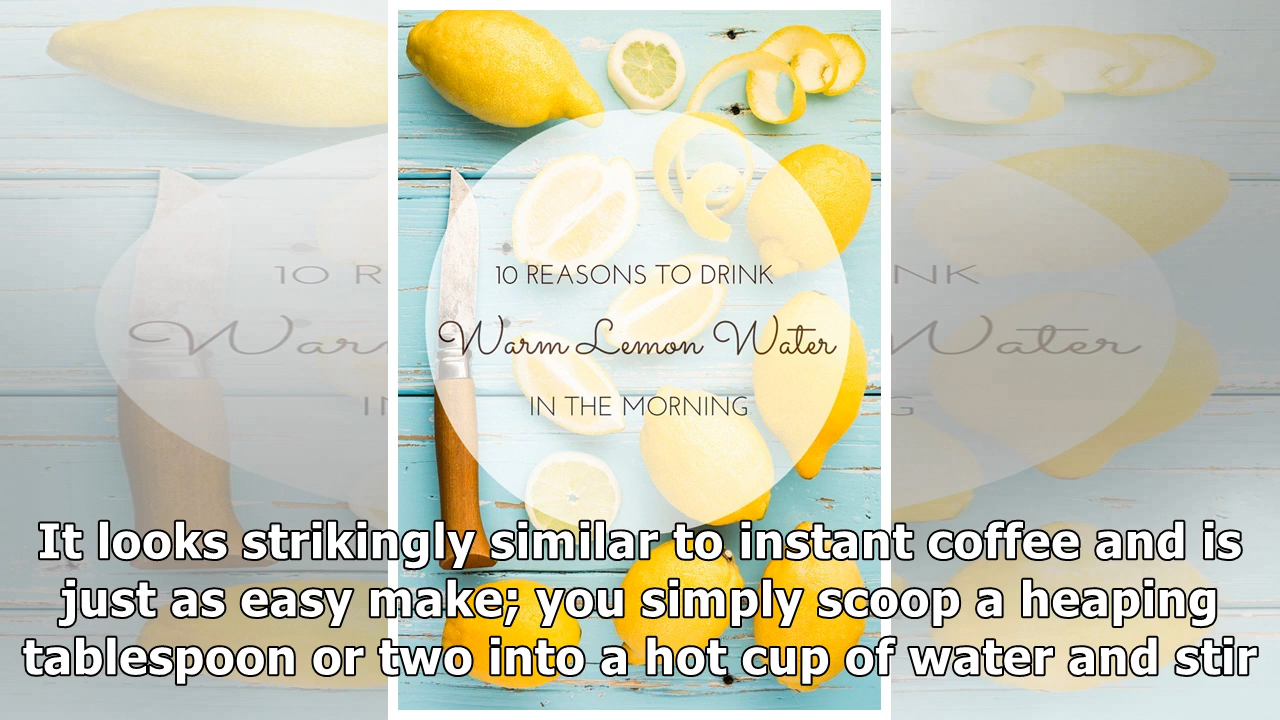 10 REASONS TO DRINK
Warm Lemon Water
IN THE MORNING
It looks strikingly similar to instant coffee and is
just as easy make; you simply scoop a heaping
tablespoon or two into a hot cup of water and stir